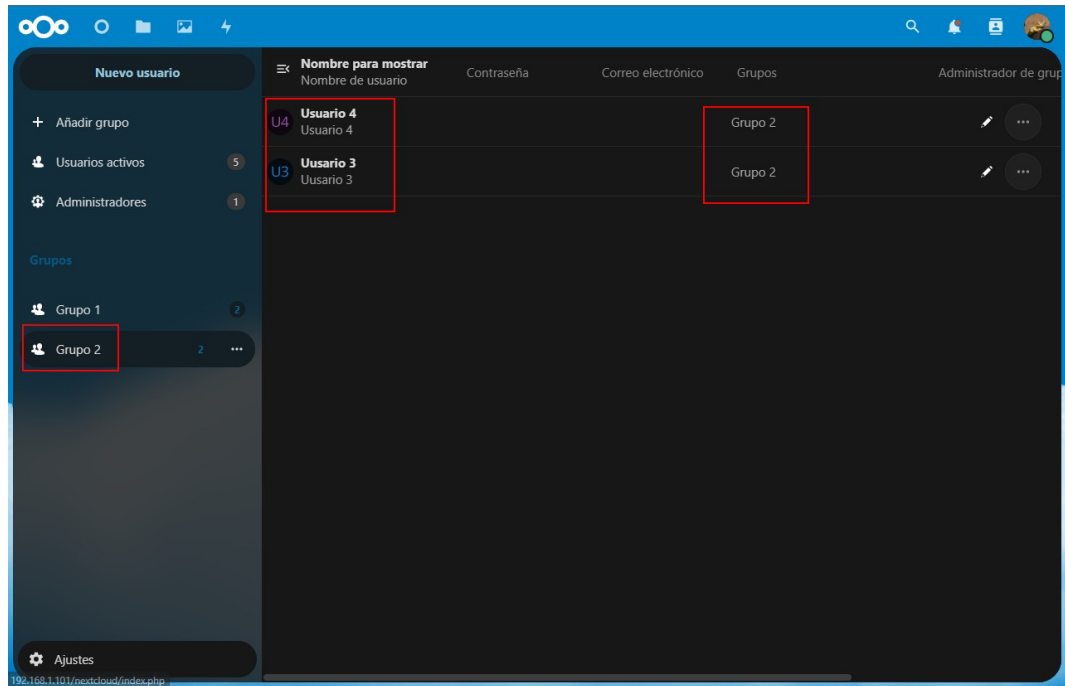 Nuevo usuario
Añadir grupo
Usuarios activos 5
Administradores 1
Grupos
Grupo 1 2
Grupo 2 2
Ajustes
192.168.1.101/nextcloud/index.php
Nombre para mostrar
Nombre de usuario
Contraseña Correo electrónico Grupos Administrador de grup
U4 Usuario 4
Usuario 4
Grupo 2
U3 Uusario 3
Uusario 3
Grupo 2